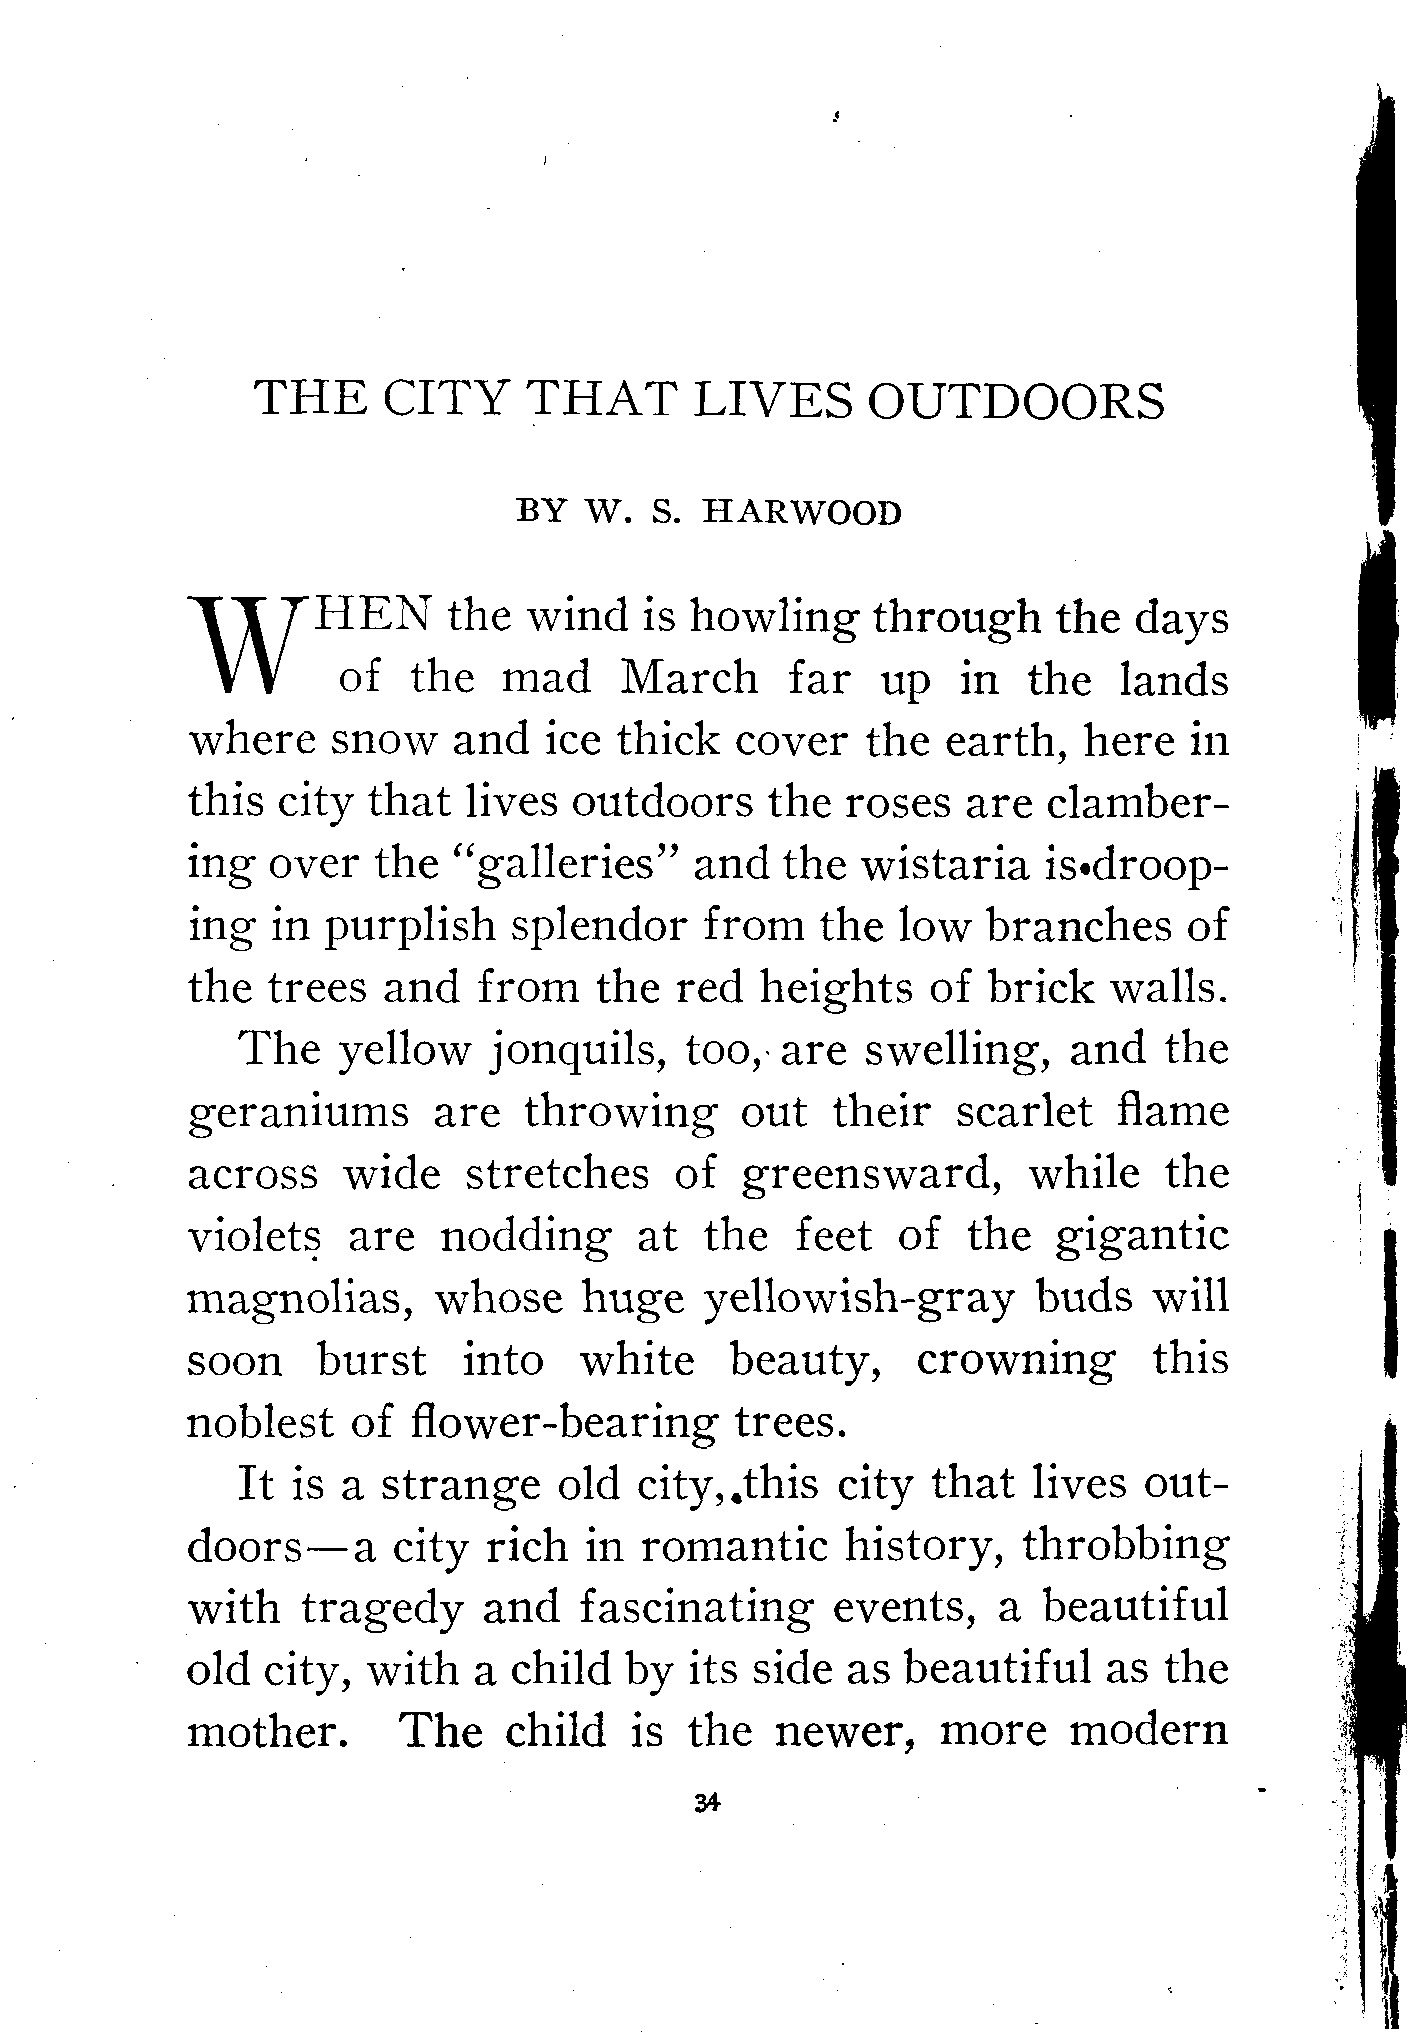 THE CITY THAT LIVES OUTDOORS
BY W. S. HARWOOD
WHEN the wind is howling through the days
of the mad March far up in the lands
where snow and ice thick cover the earth, here in
this city that lives outdoors the roses are clamber-
ing over the "galleries" and the wistaria is droop-
ing in purplish splendor from the low branches of
the trees and from the red heights of brick walls.
The yellow jonquils, too, are swelling, and the
geraniums are throwing out their scarlet flame
across wide stretches of greensward, while the
violets are nodding at the feet of the gigantic
magnolias, whose huge yellowish-gray buds will
soon burst into white beauty, crowning this
noblest of flower-bearing trees.
It is a strange old city, this city that lives out-
doors—a city rich in romantic history, throbbing
with tragedy and fascinating events, a beautiful
old city, with a child by its side as beautiful as the
mother. The child is the newer, more modern
34